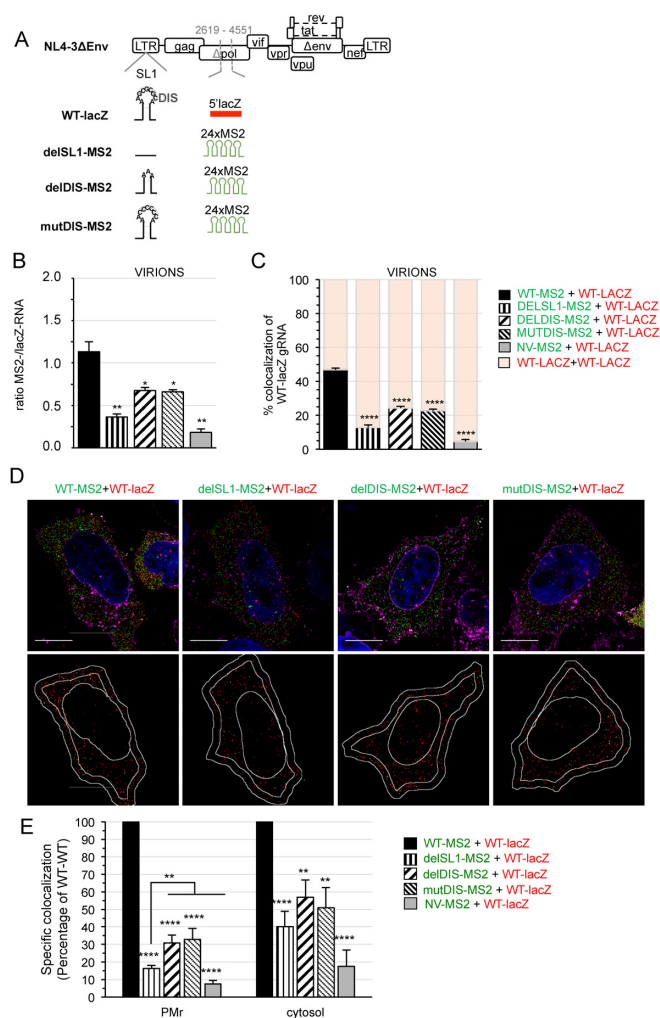 A
NL4-3ΔEnv
2619 - 4551
rev
tat
LTR
gag
Δpol
vif
vpr
vpu
Δenv
nef
LTR
SL1
DIS
WT-lacZ
5'lacZ
delSL1-MS2
24xMS2
delDIS-MS2
24xMS2
mutDIS-MS2
24xMS2
B
VIRIONS
ratio MS2-/lacZ-RNA
2.0
1.5
1.0
0.5
0.0
**
*
*
**
C
VIRIONS
% colocalization of
WT-lacZ gRNA
100
80
60
40
20
0
****
****
****
****
WT-MS2 + WT-LACZ
DELSL1-MS2 + WT-LACZ
DELDIS-MS2 + WT-LACZ
MUTDIS-MS2 + WT-LACZ
NV-MS2 + WT-LACZ
WT-LACZ+WT-LACZ
D
WT-MS2+WT-lacZ
delSL1-MS2+WT-lacZ
delDIS-MS2+WT-lacZ
mutDIS-MS2+WT-lacZ
E
Specific colocalization
(Percentage of WT-WT)
100
90
80
70
60
50
40
30
20
10
0
**
****
****
****
****
****
**
**
****
PMr
cytosol
WT-MS2 + WT-lacZ
delSL1-MS2 + WT-lacZ
delDIS-MS2 + WT-lacZ
mutDIS-MS2 + WT-lacZ
NV-MS2 + WT-lacZ